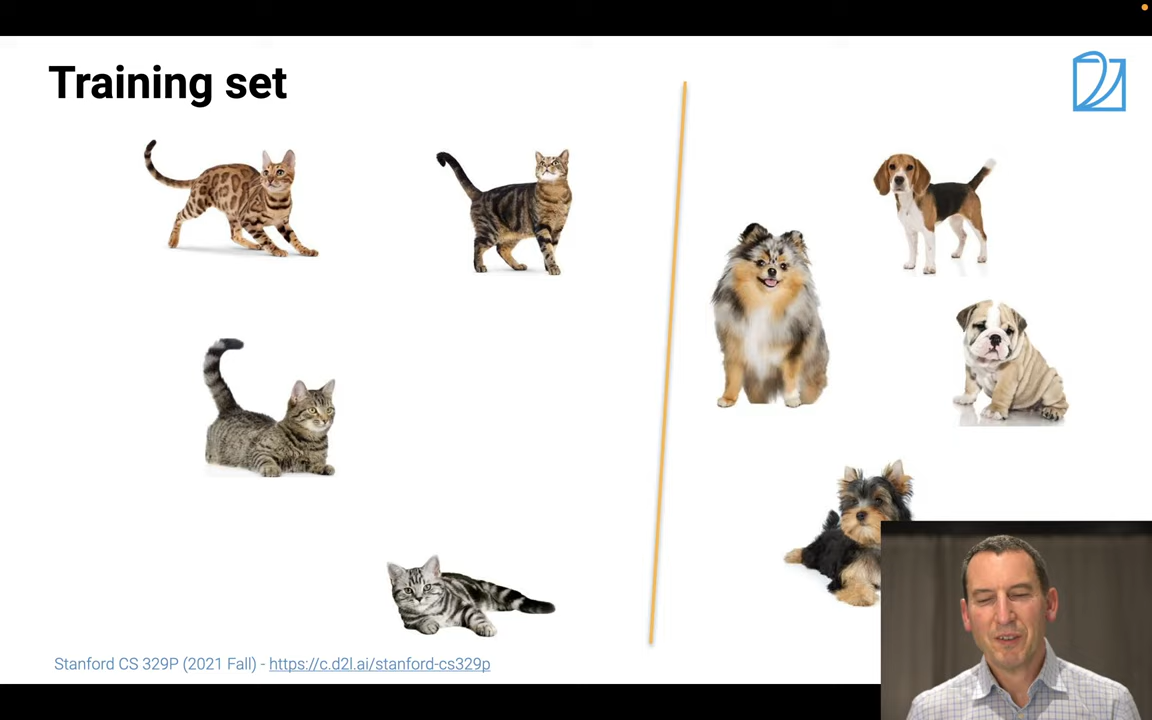 Training set
Stanford CS 329P (2021 Fall) - https://c.d2l.ai/stanford-cs329p